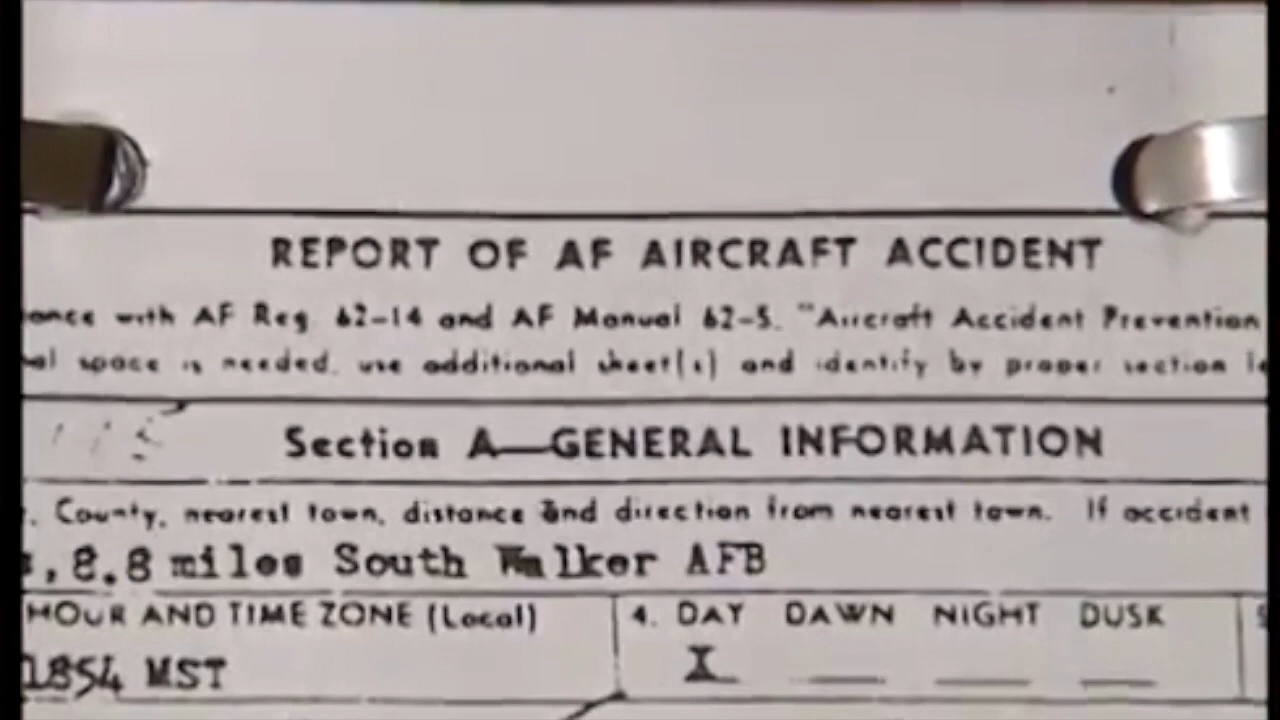 REPORT OF AF AIRCRAFT ACCIDENT
ance with AF Reg. 62-14 and AF Manual 62-5. "Aircraft Accident Prevention
al space is needed, use additional sheet(s) and identify by proper section le
Section A—GENERAL INFORMATION
. County, nearest town, distance and direction from nearest town. If accident
, 8.8 miles South Walker AFB
HOUR AND TIME ZONE (Local) 4. DAY DAWN NIGHT DUSK
1854 MST X